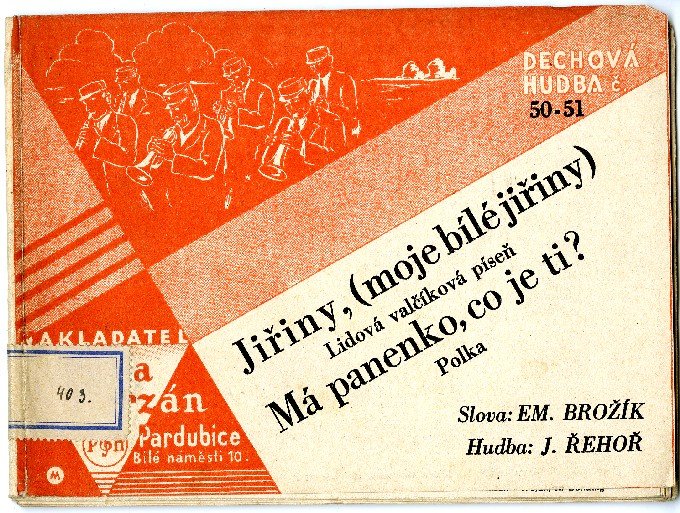 DECHOVÁ
HUDBA č
50-51
Jiřiny, (moje bílé jiřiny)
Lidová valčíková píseň
Má panenko, co je ti?
Polka
Slova: EM. BROŽÍK
Hudba: J. ŘEHOŘ
NAKLADATEL
403.
Pardubice
Bílé náměstí 10.
M